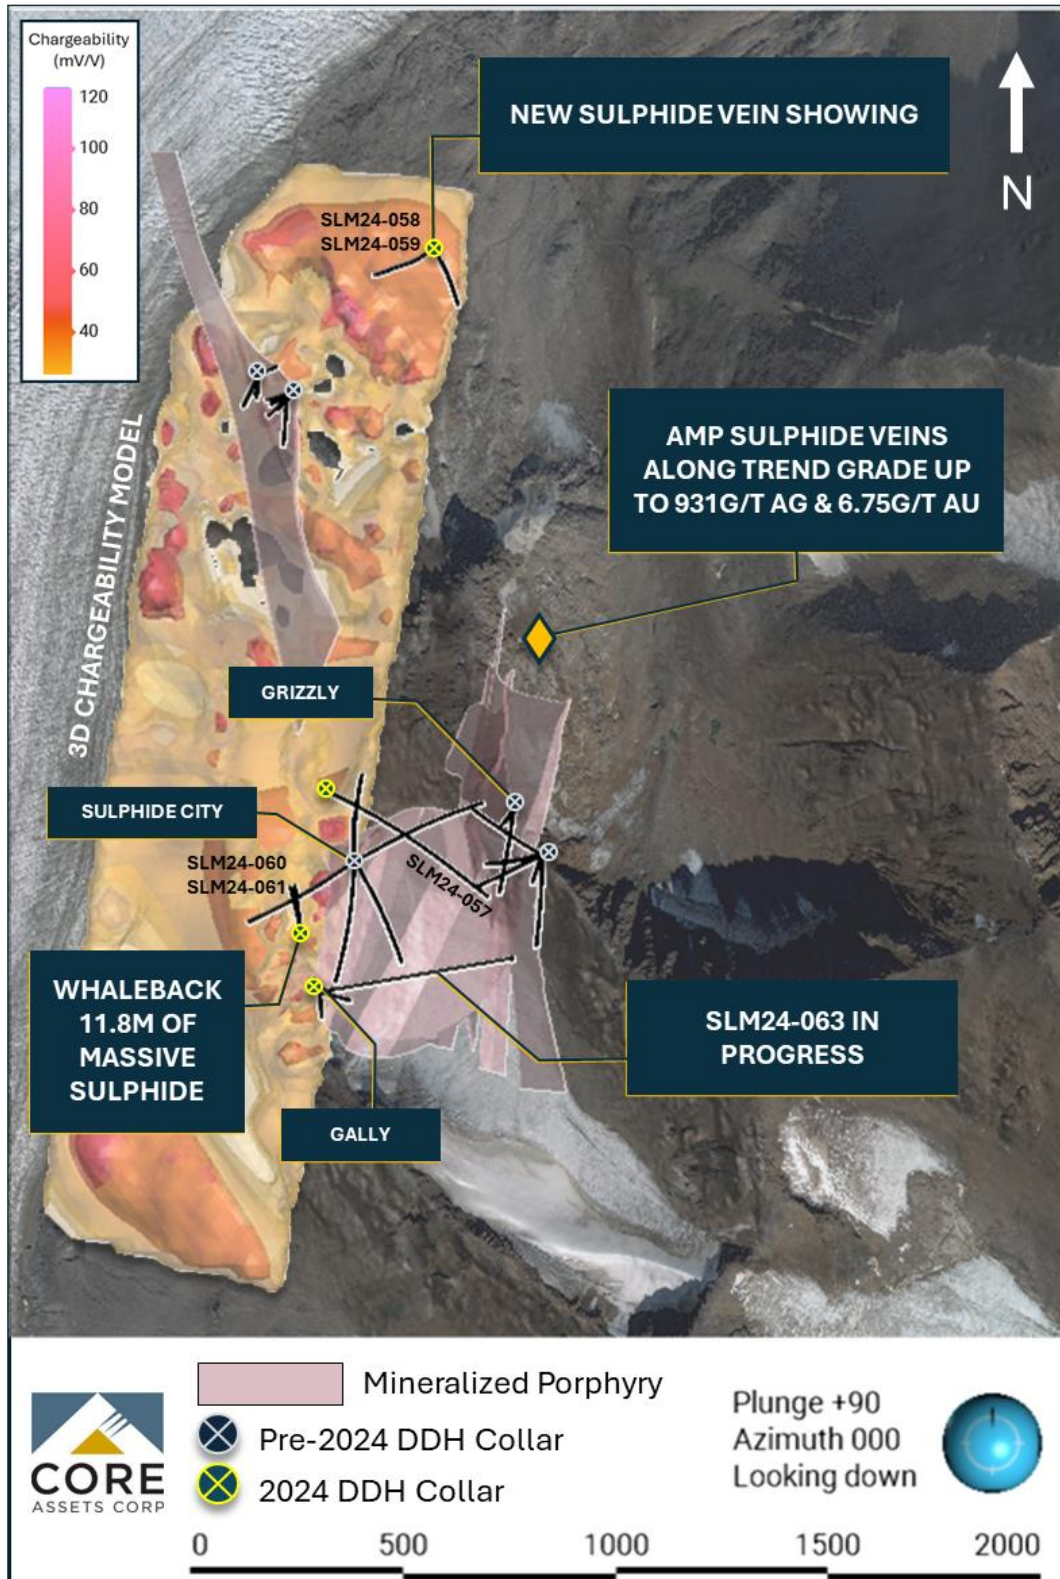 Chargeability
(mV/V)
120
100
80
60
40
NEW SULPHIDE VEIN SHOWING
N
SLM24-058
SLM24-059
AMP SULPHIDE VEINS
ALONG TREND GRADE UP
TO 931G/T AG & 6.75G/T AU
3D CHARGEABILITY MODEL
GRIZZLY
SULPHIDE CITY
SLM24-060
SLM24-061
SLM24-057
WHALEBACK
11.8M OF
MASSIVE
SULPHIDE
SLM24-063 IN
PROGRESS
GALLY
CORE
ASSETS CORP
Mineralized Porphyry
Pre-2024 DDH Collar
2024 DDH Collar
Plunge +90
Azimuth 000
Looking down
0 500 1000 1500 2000